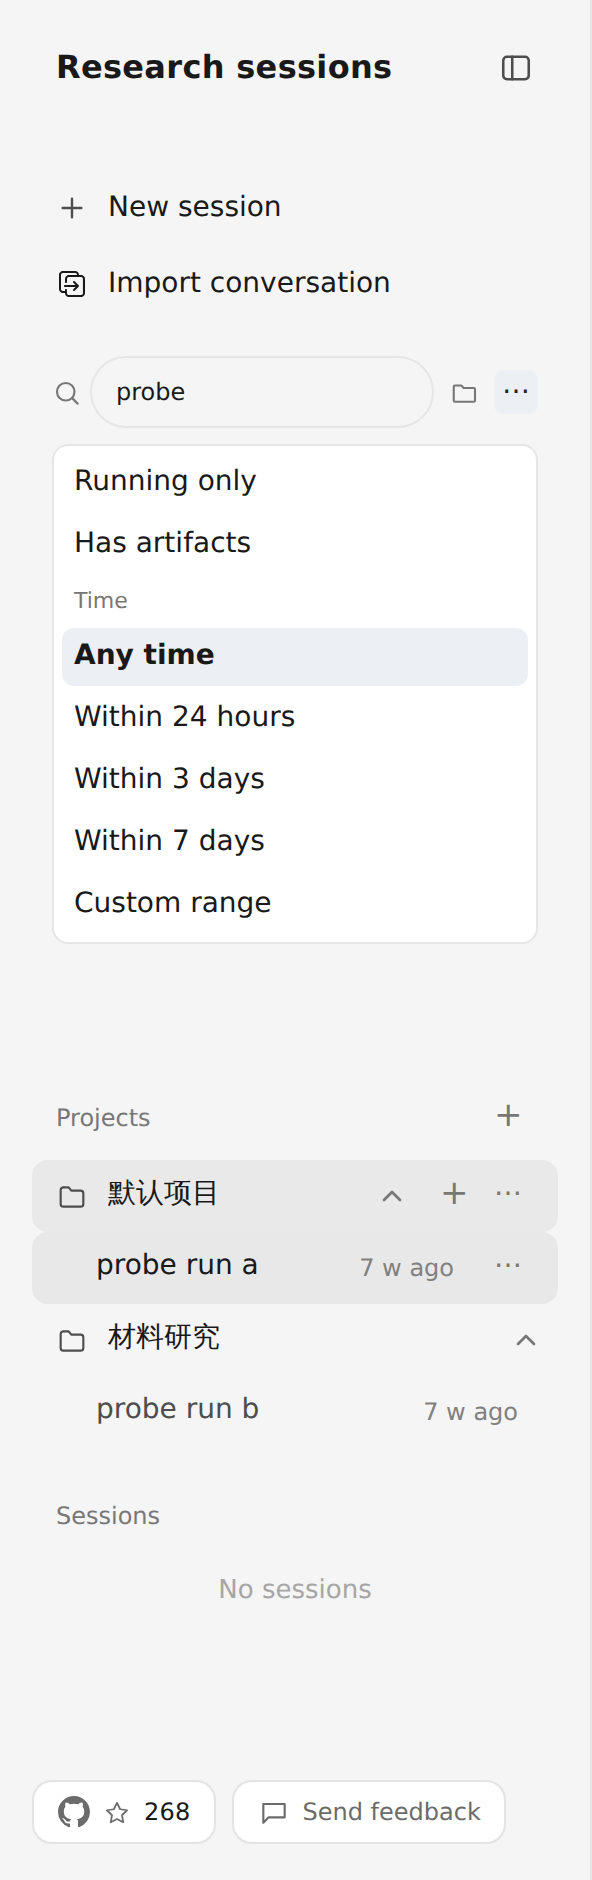 Research sessions
New session
Import conversation
probe
Running only
Has artifacts
Time
Any time
Within 24 hours
Within 3 days
Within 7 days
Custom range
Projects
默认项目
probe run a 7 w ago
材料研究
probe run b 7 w ago
Sessions
No sessions
268 Send feedback